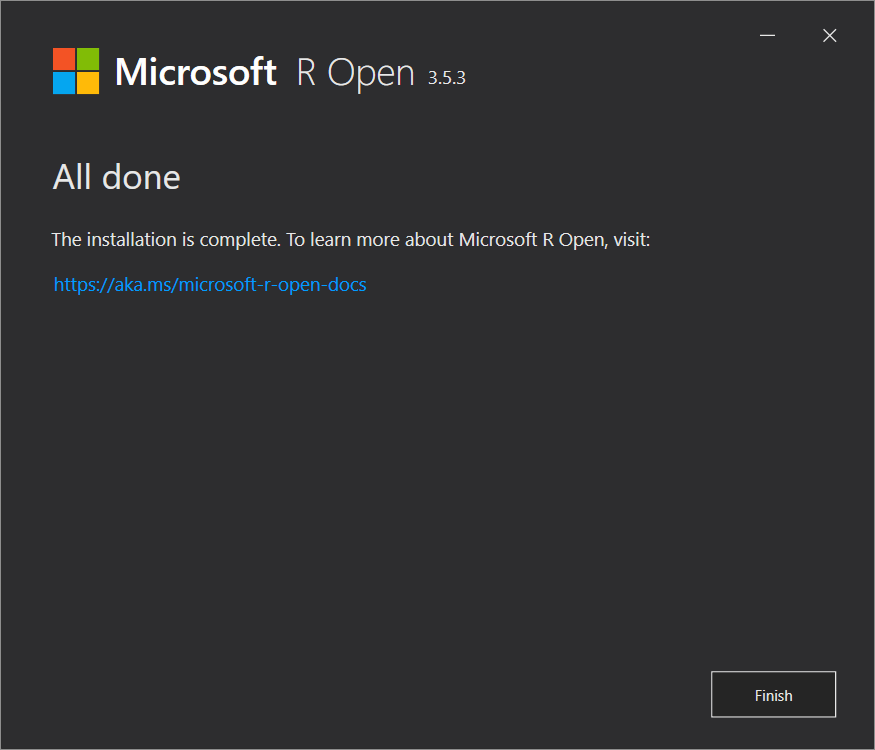 Microsoft R Open 3.5.3
All done
The installation is complete. To learn more about Microsoft R Open, visit:
https://aka.ms/microsoft-r-open-docs
Finish